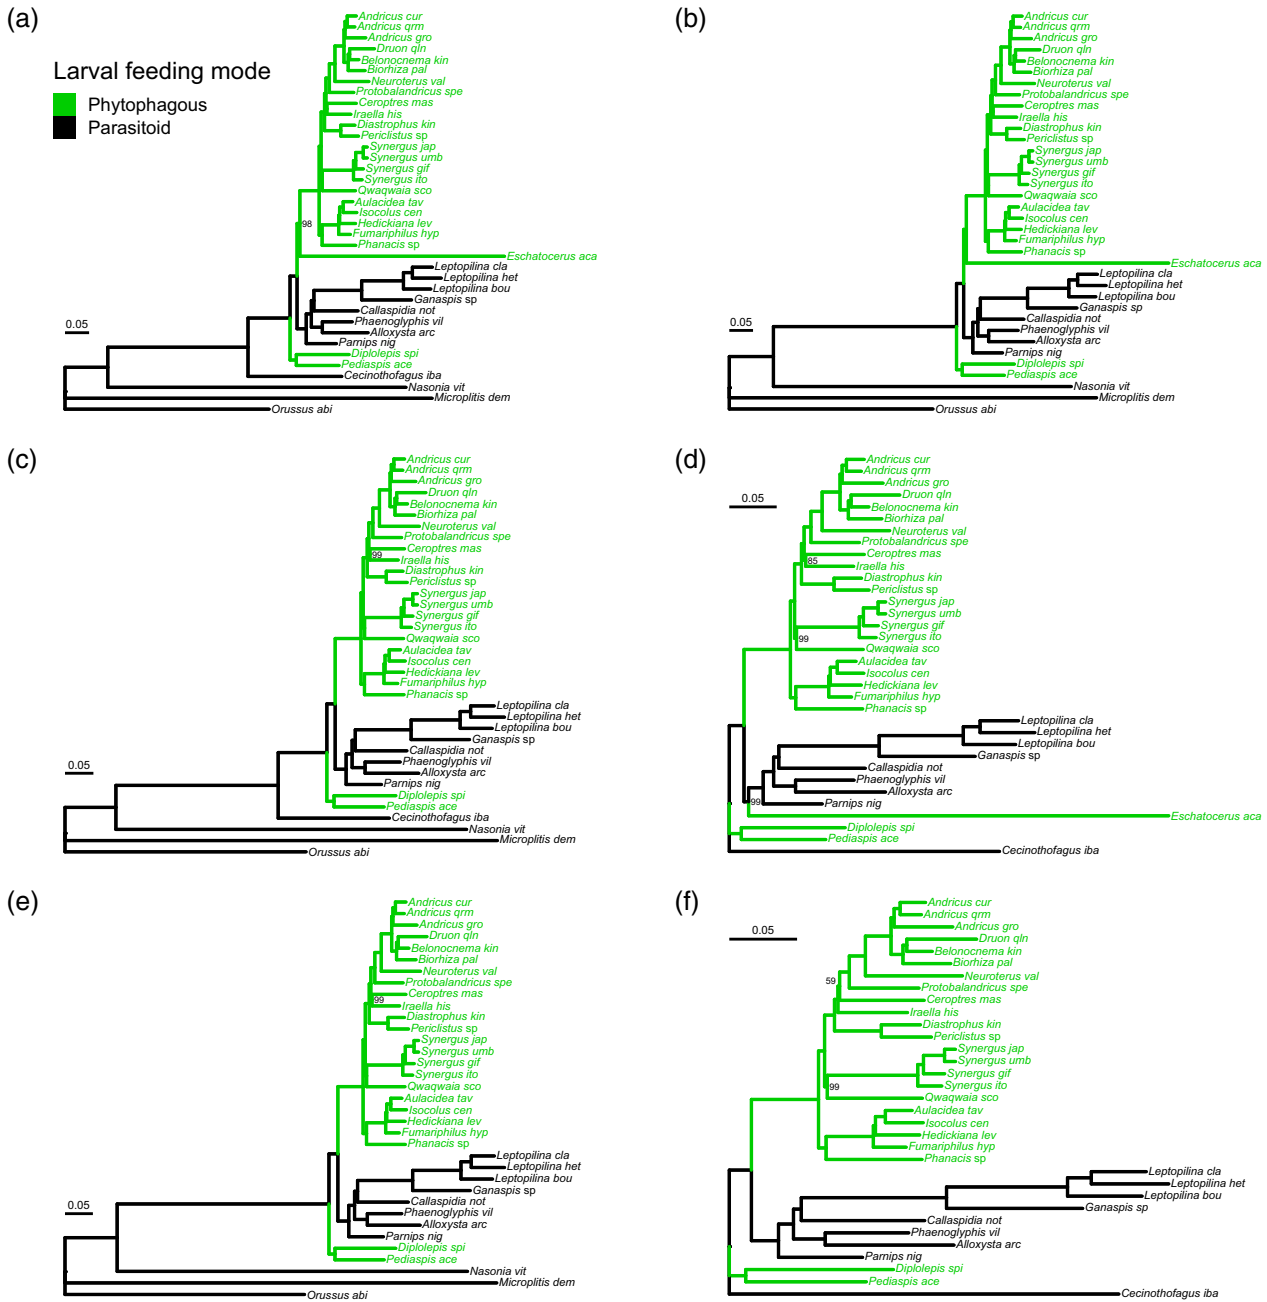 (a)
Larval feeding mode
Phytophagous
Parasitoid
Andricus cur
Andricus qrm
Andricus gro
Druon qln
Belonocnema kin
Biorhiza pal
Neuroterus val
Protobalandricus spe
Ceroptres mas
Iraella his
Diastrophus kin
Periclistus sp
Synergus jap
Synergus umb
Synergus gif
Synergus ito
Qwaqwaia sco
Aulacidea tav
Isocolus cen
98
Hedickiana lev
Fumariphilus hyp
Phanacis sp
Eschatocerus aca
Leptopilina cla
Leptopilina het
Leptopilina bou
Ganaspis sp
Callaspidia not
Phaenoglyphis vil
0.05
Alloxysta arc
Parnips nig
Diplolepis spi
Pediaspis ace
Cecinothofagus iba
Nasonia vit
Microplitis dem
Orussus abi
(b)
Andricus cur
Andricus qrm
Andricus gro
Druon qln
Belonocnema kin
Biorhiza pal
Neuroterus val
Protobalandricus spe
Ceroptres mas
Iraella his
Diastrophus kin
Periclistus sp
Synergus jap
Synergus umb
Synergus gif
Synergus ito
Qwaqwaia sco
Aulacidea tav
Isocolus cen
Hedickiana lev
Fumariphilus hyp
Phanacis sp
Eschatocerus aca
Leptopilina cla
Leptopilina het
Leptopilina bou
Ganaspis sp
Callaspidia not
0.05
Phaenoglyphis vil
Alloxysta arc
Parnips nig
Diplolepis spi
Pediaspis ace
Nasonia vit
Microplitis dem
Orussus abi
(c)
Andricus cur
Andricus qrm
Andricus gro
Druon qln
Belonocnema kin
Biorhiza pal
Neuroterus val
Protobalandricus spe
Ceroptres mas
99
Iraella his
Diastrophus kin
Periclistus sp
Synergus jap
Synergus umb
Synergus gif
Synergus ito
Qwaqwaia sco
Aulacidea tav
Isocolus cen
Hedickiana lev
Fumariphilus hyp
Phanacis sp
Leptopilina cla
Leptopilina het
Leptopilina bou
Ganaspis sp
Callaspidia not
Phaenoglyphis vil
0.05
Alloxysta arc
Parnips nig
Diplolepis spi
Pediaspis ace
Cecinothofagus iba
Nasonia vit
Microplitis dem
Orussus abi
(d)
Andricus cur
Andricus qrm
Andricus gro
0.05
Druon qln
Belonocnema kin
Biorhiza pal
Neuroterus val
Protobalandricus spe
Ceroptres mas
85
Iraella his
Diastrophus kin
Periclistus sp
Synergus jap
Synergus umb
Synergus gif
Synergus ito
99
Qwaqwaia sco
Aulacidea tav
Isocolus cen
Hedickiana lev
Fumariphilus hyp
Phanacis sp
Leptopilina cla
Leptopilina het
Leptopilina bou
Ganaspis sp
Callaspidia not
Phaenoglyphis vil
Alloxysta arc
99
Parnips nig
Eschatocerus aca
Diplolepis spi
Pediaspis ace
Cecinothofagus iba
(e)
Andricus cur
Andricus qrm
Andricus gro
Druon qln
Belonocnema kin
Biorhiza pal
Neuroterus val
Protobalandricus spe
Ceroptres mas
99
Iraella his
Diastrophus kin
Periclistus sp
Synergus jap
Synergus umb
Synergus gif
Synergus ito
Qwaqwaia sco
Aulacidea tav
Isocolus cen
Hedickiana lev
Fumariphilus hyp
Phanacis sp
Leptopilina cla
Leptopilina het
Leptopilina bou
Ganaspis sp
Callaspidia not
0.05
Phaenoglyphis vil
Alloxysta arc
Parnips nig
Diplolepis spi
Pediaspis ace
Nasonia vit
Microplitis dem
Orussus abi
(f)
Andricus cur
Andricus qrm
Andricus gro
0.05
Druon qln
Belonocnema kin
Biorhiza pal
Neuroterus val
59
Protobalandricus spe
Ceroptres mas
Iraella his
Diastrophus kin
Periclistus sp
Synergus jap
Synergus umb
Synergus gif
Synergus ito
99
Qwaqwaia sco
Aulacidea tav
Isocolus cen
Hedickiana lev
Fumariphilus hyp
Phanacis sp
Leptopilina cla
Leptopilina het
Leptopilina bou
Ganaspis sp
Callaspidia not
Phaenoglyphis vil
Alloxysta arc
Parnips nig
Diplolepis spi
Pediaspis ace
Cecinothofagus iba